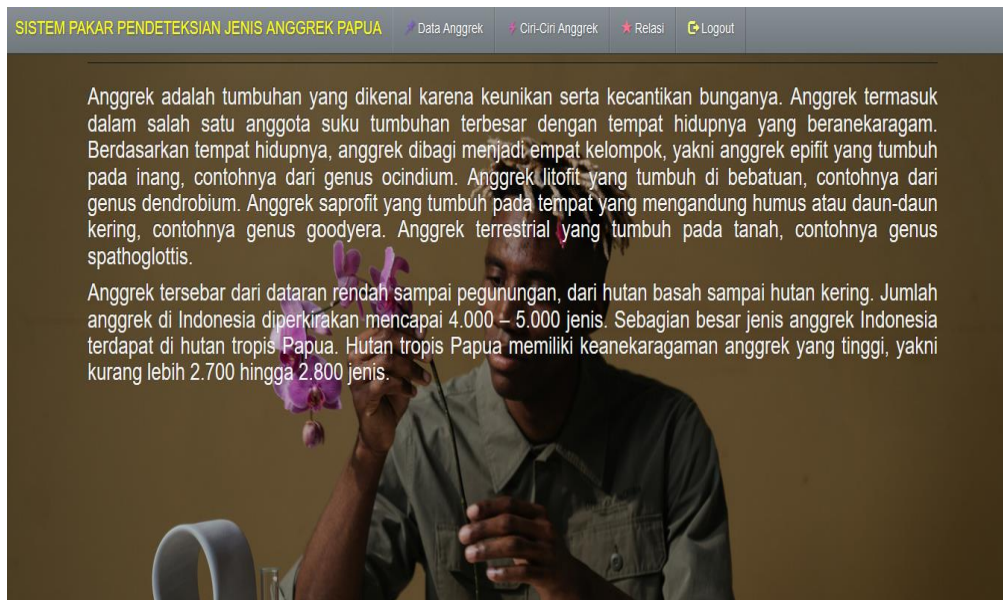 SISTEM PAKAR PENDETEKSIAN JENIS ANGGREK PAPUA Data Anggrek Ciri-Ciri Anggrek Relasi Logout
Anggrek adalah tumbuhan yang dikenal karena keunikan serta kecantikan bunganya. Anggrek termasuk
dalam salah satu anggota suku tumbuhan terbesar dengan tempat hidupnya yang beranekaragam.
Berdasarkan tempat hidupnya, anggrek dibagi menjadi empat kelompok, yakni anggrek epifit yang tumbuh
pada inang, contohnya dari genus ocindium. Anggrek litofit yang tumbuh di bebatuan, contohnya dari
genus dendrobium. Anggrek saprofit yang tumbuh pada tempat yang mengandung humus atau daun-daun
kering, contohnya genus goodyera. Anggrek terrestrial yang tumbuh pada tanah, contohnya genus
spathoglottis.
Anggrek tersebar dari dataran rendah sampai pegunungan, dari hutan basah sampai hutan kering. Jumlah
anggrek di Indonesia diperkirakan mencapai 4.000 – 5.000 jenis. Sebagian besar jenis anggrek Indonesia
terdapat di hutan tropis Papua. Hutan tropis Papua memiliki keanekaragaman anggrek yang tinggi, yakni
kurang lebih 2.700 hingga 2.800 jenis.